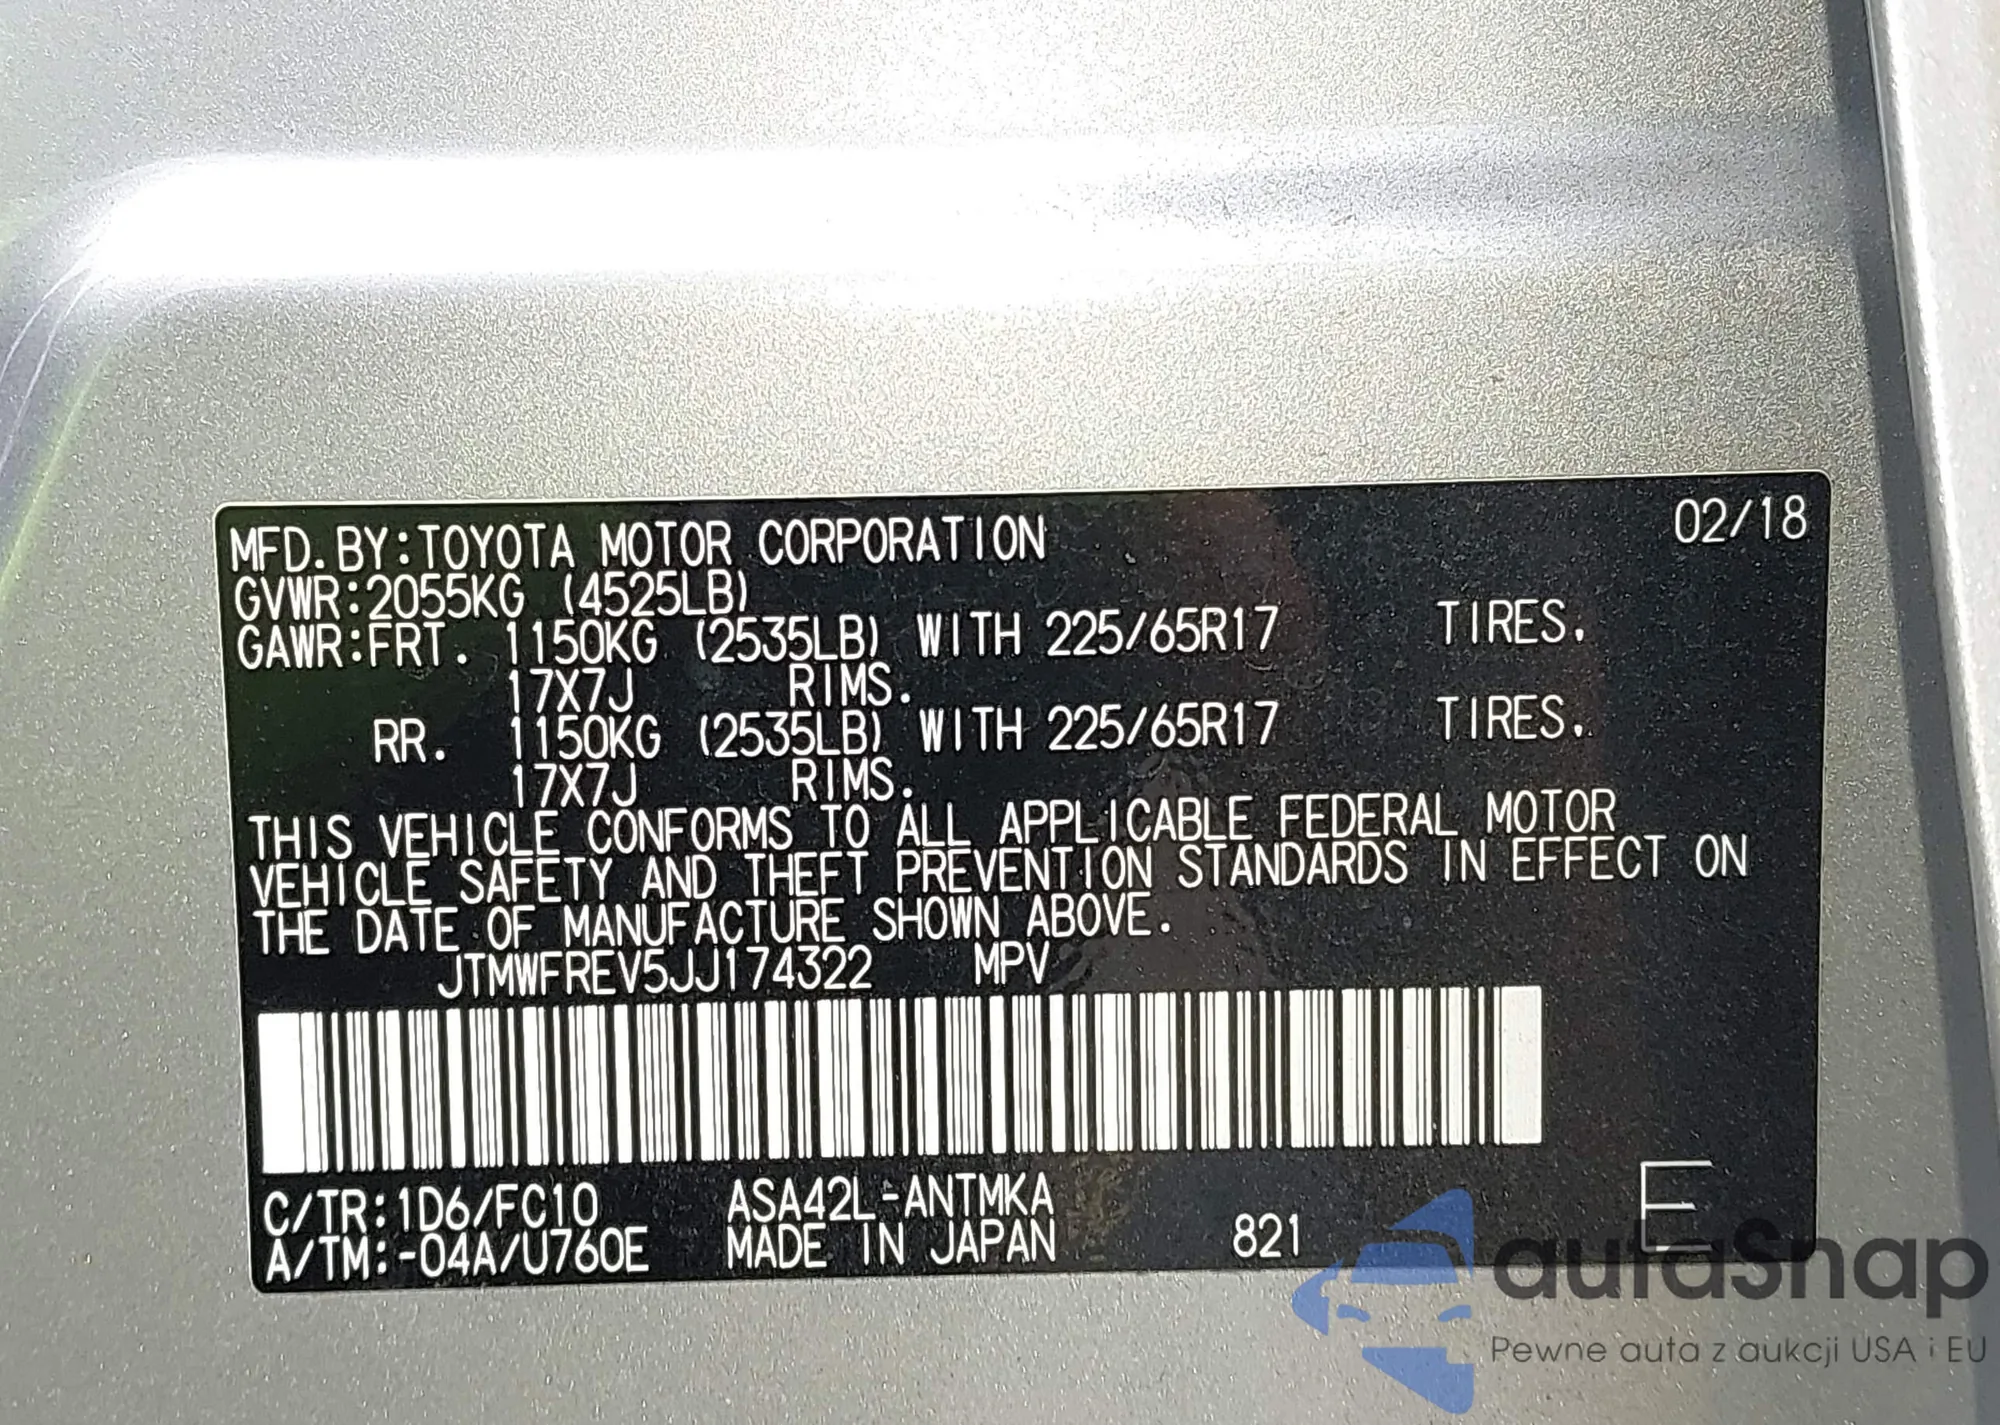 MFD. BY:TOYOTA MOTOR CORPORATION 02/18
GVWR:2055KG (4525LB)
GAWR:FRT. 1150KG (2535LB) WITH 225/65R17 TIRES.
17X7J RIMS.
RR. 1150KG (2535LB) WITH 225/65R17 TIRES.
17X7J RIMS.
THIS VEHICLE CONFORMS TO ALL APPLICABLE FEDERAL MOTOR
VEHICLE SAFETY AND THEFT PREVENTION STANDARDS IN EFFECT ON
THE DATE OF MANUFACTURE SHOWN ABOVE.
JTMWFREV5JJ174322 MPV
C/TR:1D6/FC10 ASA42L-ANTMKA
A/TM:-04A/U760E MADE IN JAPAN 821 E
autaSnap
Pewne auta z aukcji USA i EU